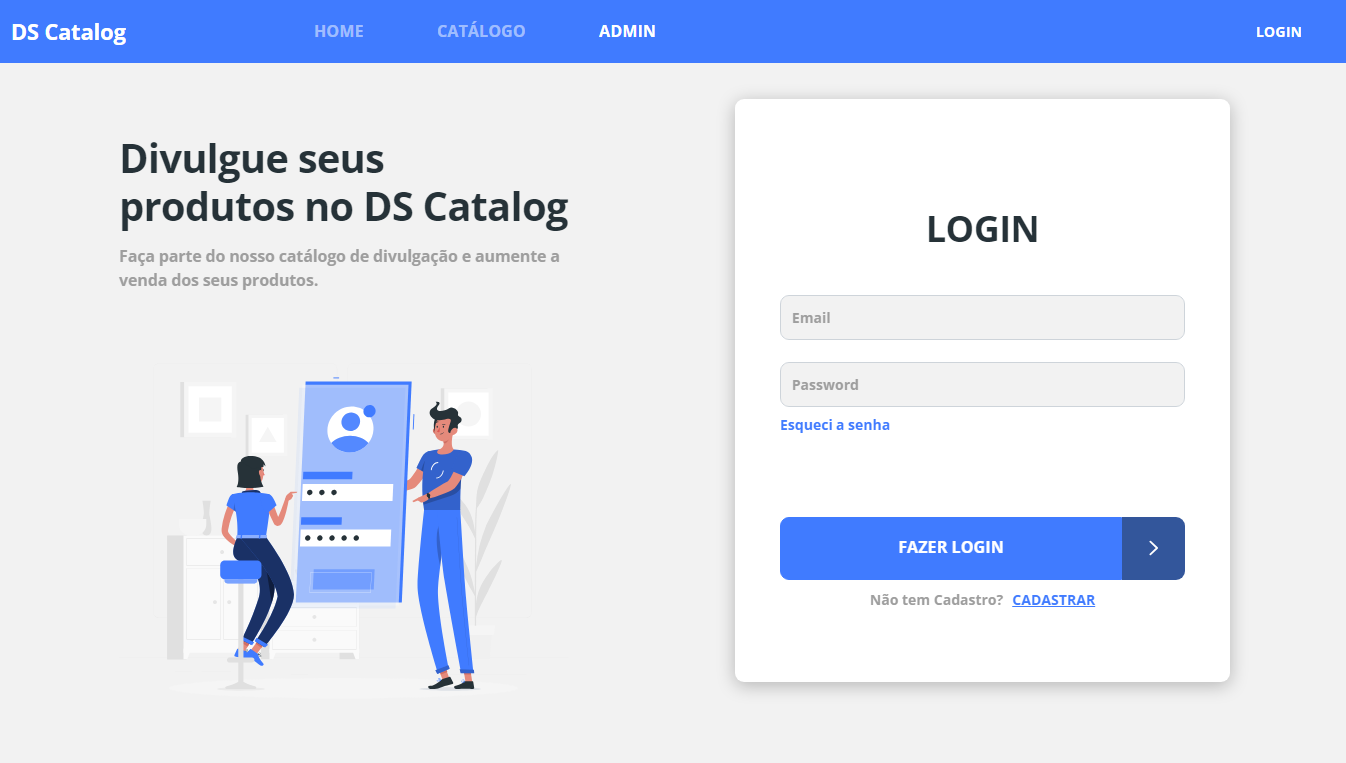 DS Catalog
HOME
CATÁLOGO
ADMIN
LOGIN
Divulgue seus
produtos no DS Catalog
Faça parte do nosso catálogo de divulgação e aumente a
venda dos seus produtos.
LOGIN
Email
Password
Esqueci a senha
FAZER LOGIN
Não tem Cadastro? CADASTRAR